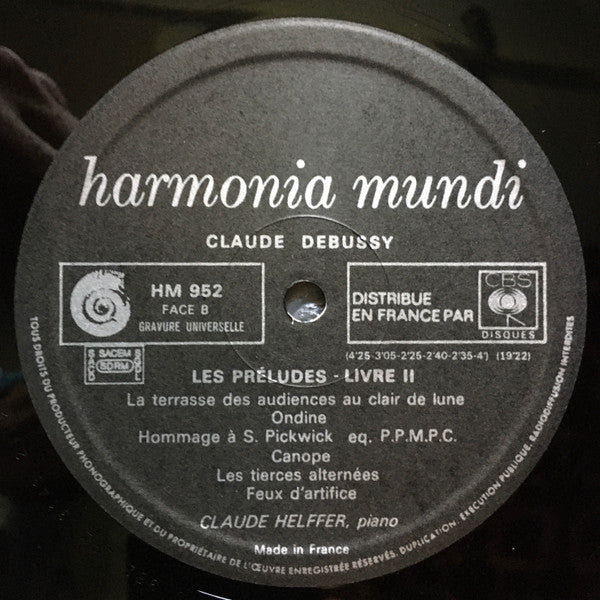 harmonia mundi
CLAUDE DEBUSSY
HM 952
FACE B
GRAVURE UNIVERSELLE
DISTRIBUE
EN FRANCE PAR
CBS
DISQUES
SACEM
SACD
SDRM
SGDL
(4'25-3'05-2'25-2'40-2'35-4') (19'22)
LES PRÉLUDES - LIVRE II
La terrasse des audiences au clair de lune
Ondine
Hommage à S. Pickwick eq. P.P.M.P.C.
Canope
Les tierces alternées
Feux d'artifice
CLAUDE HELFFER, piano
Made in France
TOUS DROITS DU PRODUCTEUR PHONOGRAPHIQUE ET DU PROPRIÉTAIRE DE L'ŒUVRE ENREGISTRÉE RÉSERVÉS. DUPLICATION, EXÉCUTION PUBLIQUE, RADIODIFFUSION INTERDITES